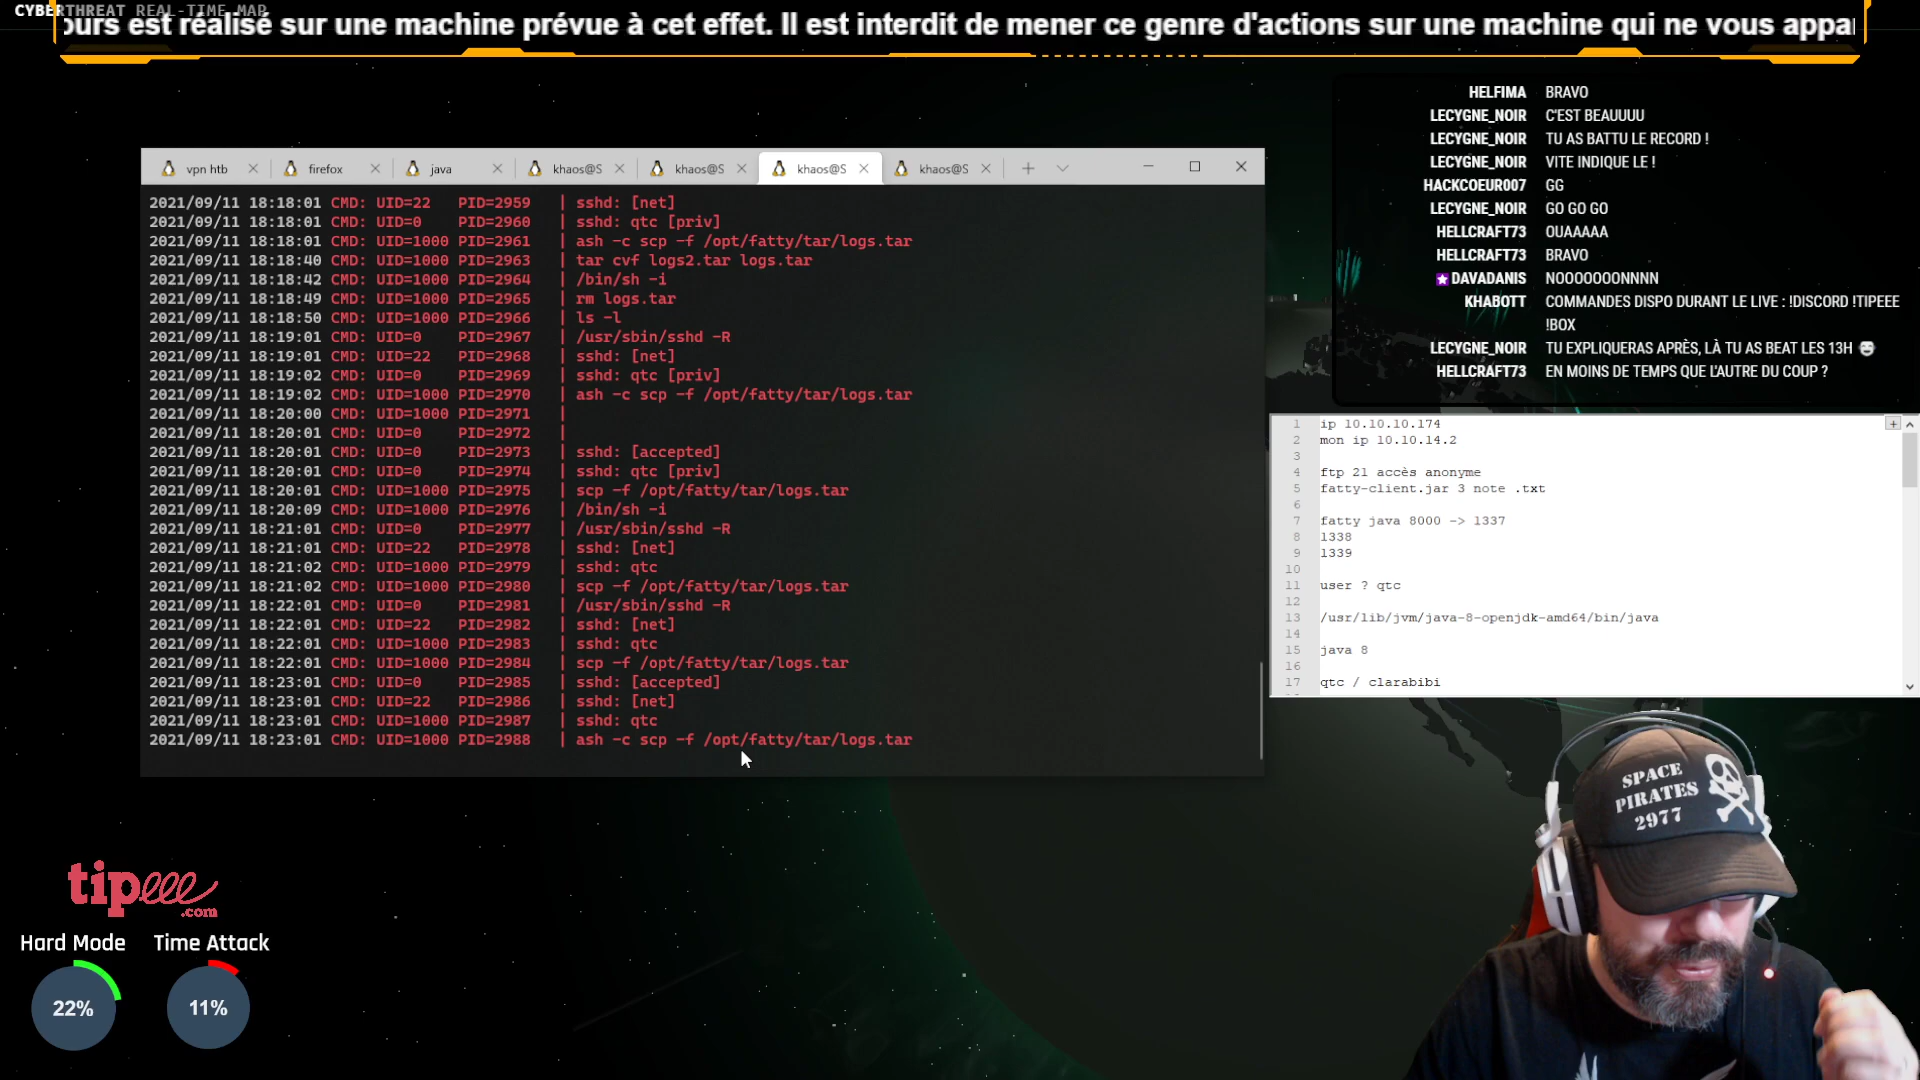 CYBERTHREAT REAL-TIME MAP
ours est réalisé sur une machine prévue à cet effet. Il est interdit de mener ce genre d'actions sur une machine qui ne vous appa
HELFIMA BRAVO
LECYGNE_NOIR C'EST BEAUUUU
LECYGNE_NOIR TU AS BATTU LE RECORD !
LECYGNE_NOIR VITE INDIQUE LE !
HACKCOEUR007 GG
LECYGNE_NOIR GO GO GO
HELLCRAFT73 OUAAAAA
HELLCRAFT73 BRAVO
DAVADANIS NOOOOOOONNNN
KHABOTT COMMANDES DISPO DURANT LE LIVE : !DISCORD !TIPEEE
!BOX
LECYGNE_NOIR TU EXPLIQUERAS APRÈS, LÀ TU AS BEAT LES 13H
HELLCRAFT73 EN MOINS DE TEMPS QUE L'AUTRE DU COUP ?
vpn htb firefox java khaos@S khaos@S khaos@S khaos@S
2021/09/11 18:18:01 CMD: UID=22 PID=2959 | sshd: [net]
2021/09/11 18:18:01 CMD: UID=0 PID=2960 | sshd: qtc [priv]
2021/09/11 18:18:01 CMD: UID=1000 PID=2961 | ash -c scp -f /opt/fatty/tar/logs.tar
2021/09/11 18:18:40 CMD: UID=1000 PID=2963 | tar cvf logs2.tar logs.tar
2021/09/11 18:18:42 CMD: UID=1000 PID=2964 | /bin/sh -i
2021/09/11 18:18:49 CMD: UID=1000 PID=2965 | rm logs.tar
2021/09/11 18:18:50 CMD: UID=1000 PID=2966 | ls -l
2021/09/11 18:19:01 CMD: UID=0 PID=2967 | /usr/sbin/sshd -R
2021/09/11 18:19:01 CMD: UID=22 PID=2968 | sshd: [net]
2021/09/11 18:19:02 CMD: UID=0 PID=2969 | sshd: qtc [priv]
2021/09/11 18:19:02 CMD: UID=1000 PID=2970 | ash -c scp -f /opt/fatty/tar/logs.tar
2021/09/11 18:20:00 CMD: UID=1000 PID=2971 |
2021/09/11 18:20:01 CMD: UID=0 PID=2972 |
2021/09/11 18:20:01 CMD: UID=0 PID=2973 | sshd: [accepted]
2021/09/11 18:20:01 CMD: UID=0 PID=2974 | sshd: qtc [priv]
2021/09/11 18:20:01 CMD: UID=1000 PID=2975 | scp -f /opt/fatty/tar/logs.tar
2021/09/11 18:20:09 CMD: UID=1000 PID=2976 | /bin/sh -i
2021/09/11 18:21:01 CMD: UID=0 PID=2977 | /usr/sbin/sshd -R
2021/09/11 18:21:01 CMD: UID=22 PID=2978 | sshd: [net]
2021/09/11 18:21:02 CMD: UID=1000 PID=2979 | sshd: qtc
2021/09/11 18:21:02 CMD: UID=1000 PID=2980 | scp -f /opt/fatty/tar/logs.tar
2021/09/11 18:22:01 CMD: UID=0 PID=2981 | /usr/sbin/sshd -R
2021/09/11 18:22:01 CMD: UID=22 PID=2982 | sshd: [net]
2021/09/11 18:22:01 CMD: UID=1000 PID=2983 | sshd: qtc
2021/09/11 18:22:01 CMD: UID=1000 PID=2984 | scp -f /opt/fatty/tar/logs.tar
2021/09/11 18:23:01 CMD: UID=0 PID=2985 | sshd: [accepted]
2021/09/11 18:23:01 CMD: UID=22 PID=2986 | sshd: [net]
2021/09/11 18:23:01 CMD: UID=1000 PID=2987 | sshd: qtc
2021/09/11 18:23:01 CMD: UID=1000 PID=2988 | ash -c scp -f /opt/fatty/tar/logs.tar
1 ip 10.10.10.174
2 mon ip 10.10.14.2
3
4 ftp 21 accès anonyme
5 fatty-client.jar 3 note .txt
6
7 fatty java 8000 -> 1337
8 1338
9 1339
10
11 user ? qtc
12
13 /usr/lib/jvm/java-8-openjdk-amd64/bin/java
14
15 java 8
16
17 qtc / clarabibi
SPACE
PIRATES
2977
tipeee
.com
Hard Mode Time Attack
22% 11%